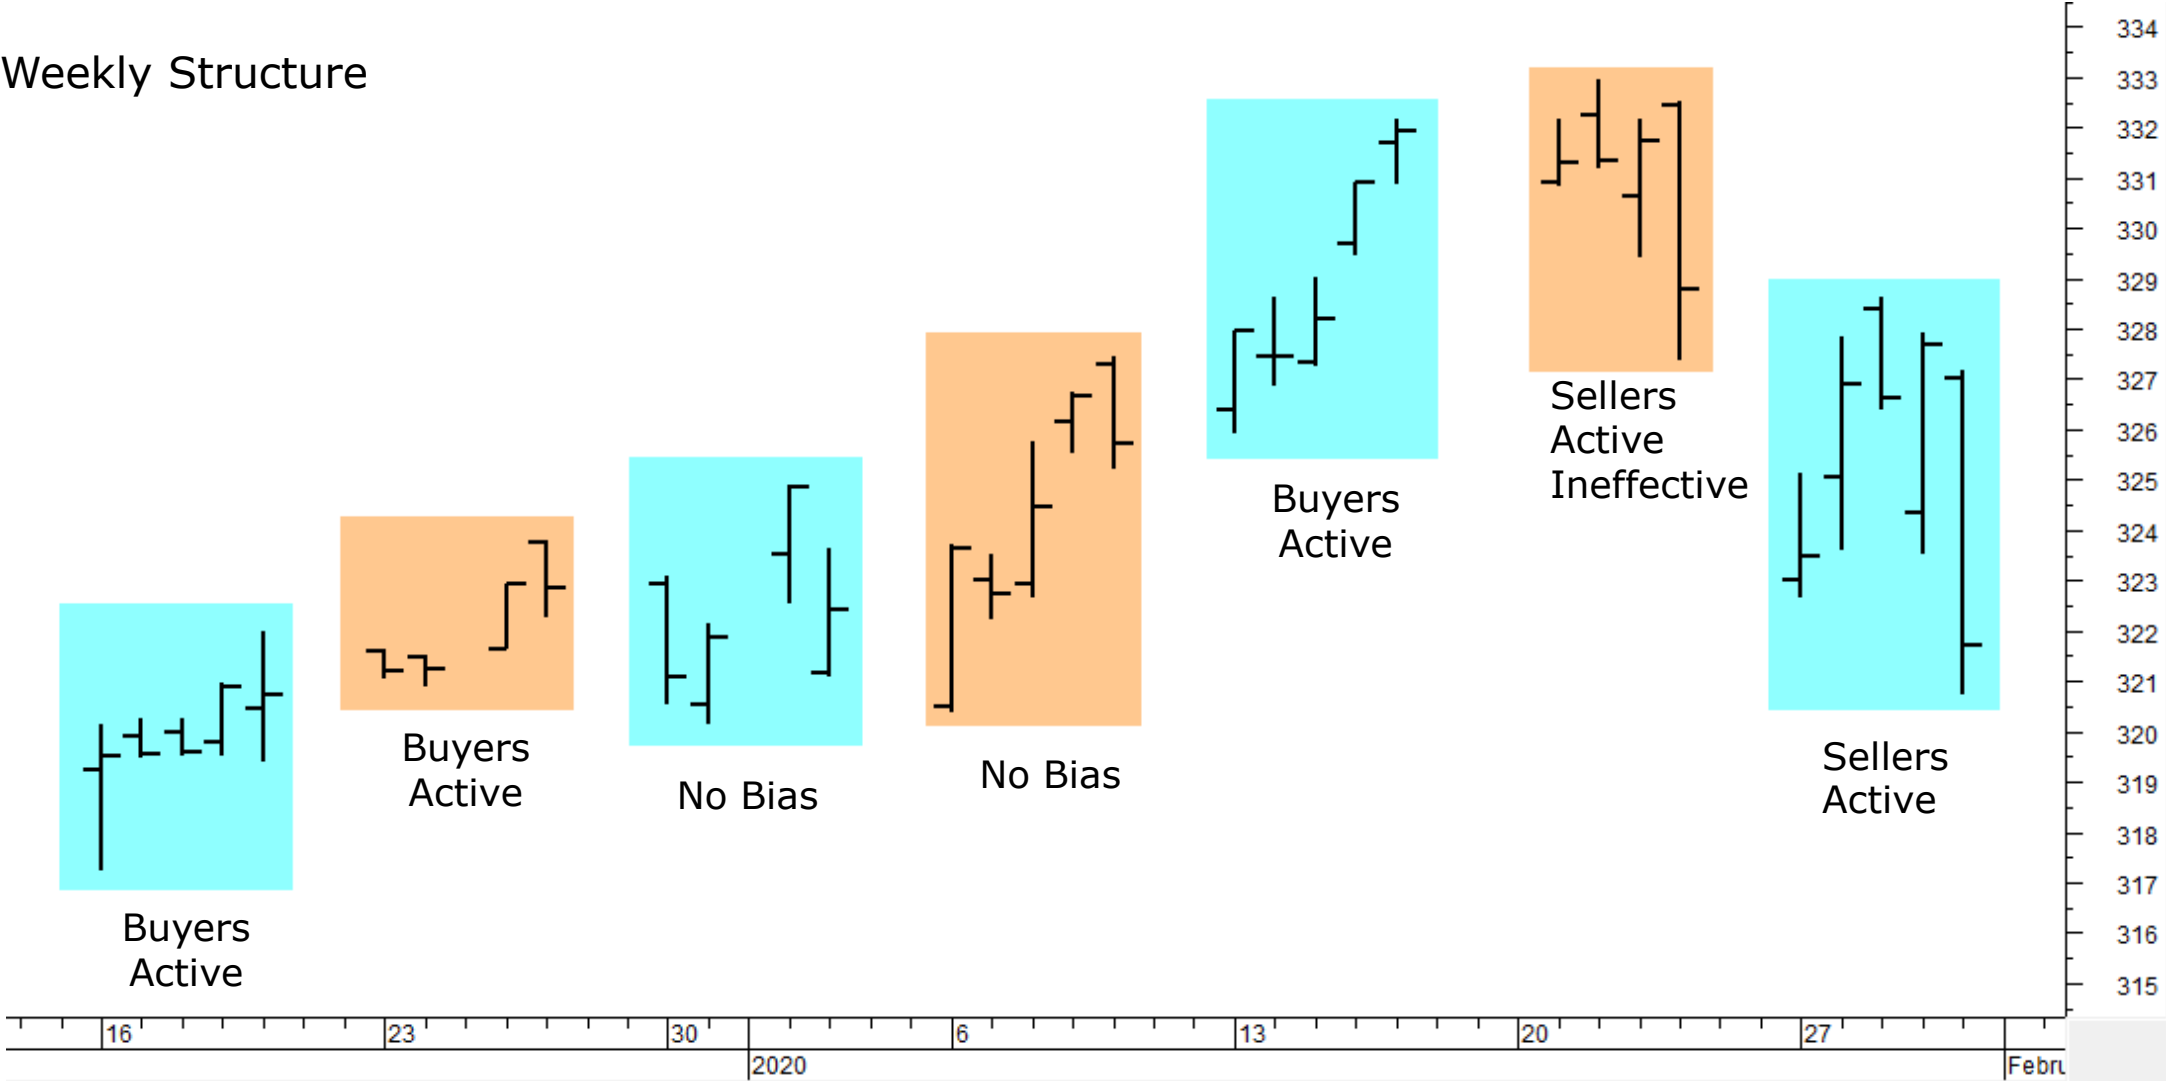 Weekly Structure
334
333
332
331
330
329
328
327
326
325
324
323
322
321
320
319
318
317
316
315
Sellers
Active
Ineffective
Buyers
Active
Buyers
Active
No Bias
No Bias
Sellers
Active
Buyers
Active
16
23
30
6
13
20
27
2020
Febru